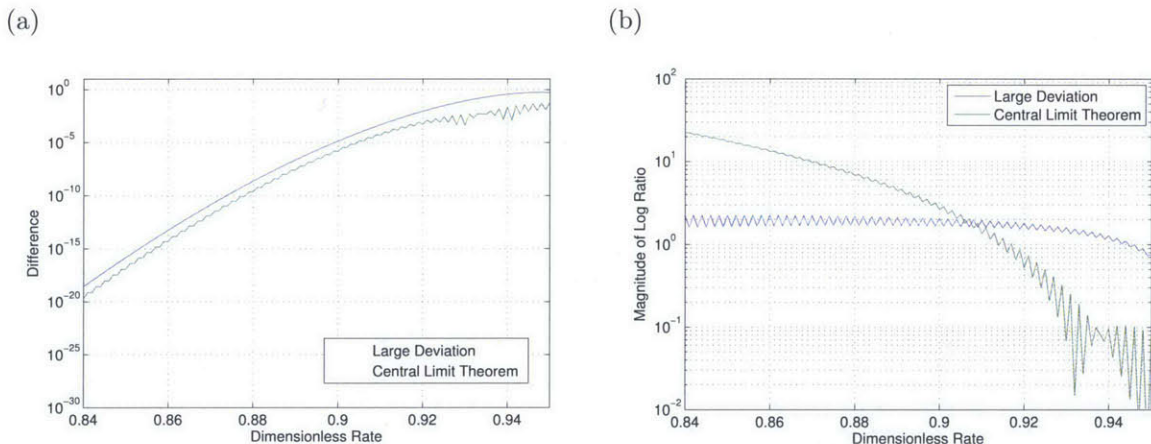 (a)
(b)
Difference
10^0
10^-5
10^-10
10^-15
10^-20
10^-25
10^-30
0.84
0.86
0.88
0.9
0.92
0.94
Dimensionless Rate
Large Deviation
Central Limit Theorem
Magnitude of Log Ratio
10^2
10^1
10^0
10^-1
10^-2
0.84
0.86
0.88
0.9
0.92
0.94
Dimensionless Rate
Large Deviation
Central Limit Theorem